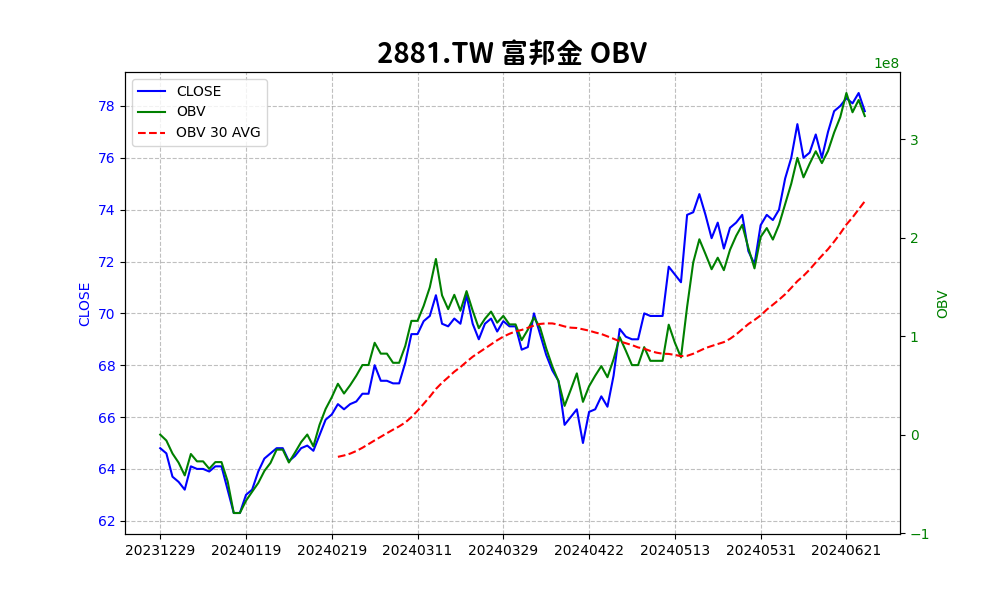 2881.TW 富邦金 OBV
1e8
CLOSE
OBV
OBV 30 AVG
78
76
74
72
70
68
66
64
62
CLOSE
3
2
1
0
−1
OBV
20231229 20240119 20240219 20240311 20240329 20240422 20240513 20240531 20240621